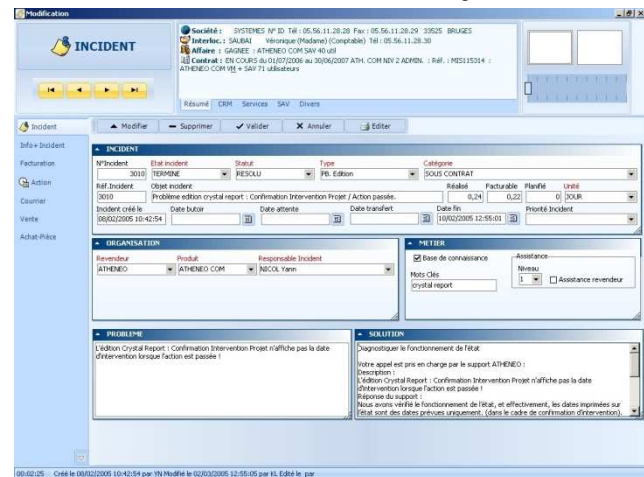 Modification
INCIDENT
Société : SYSTEMES N° ID Tél : 05.56.11.28.28 Fax : 05.56.11.28.29 33525 BRUGES
Interloc. : SAUBAI Véronique (Madame) (Comptable) Tél : 05.56.11.28.30
Affaire : GAGNEE : ATHENEO COM SAV 40 util
Contrat : EN COURS du 01/07/2006 au 30/06/2007 ATH. COM NIV 2 ADMIN. : Réf. : MIS115314 :
ATHENEO COM VM + SAV 71 utilisateurs
Résumé CRM Services SAV Divers
Incident
Info+ Incident
Facturation
Action
Courrier
Vente
Achat-Pièce
Modifier Supprimer Valider Annuler Editer
INCIDENT
N°Incident Etat incident Statut Type Catégorie
3010 TERMINE RESOLU PB. Edition SOUS CONTRAT
Réf.Incident Objet incident Réalisé Facturable Planifié Unité
3010 Problème edition crystal report : Confirmation Intervention Projet / Action passée. 0,24 0,22 0 JOUR
Incident créé le Date butoir Date attente Date transfert Date fin Priorité Incident
08/02/2005 10:42:54 10/02/2005 12:55:01
ORGANISATION
Revendeur Produit Responsable Incident
ATHENEO ATHENEO COM NICOL Yann
METIER
Base de connaissance
Mots Clés
crystal report
Assistance
Niveau
1 Assistance revendeur
PROBLEME
L'édition Crystal Report : Confirmation Intervention Projet n'affiche pas la date
d'intervention lorsque l'action est passée !
SOLUTION
Diagnostiquer le fonctionnement de l'état
Votre appel est pris en charge par le support ATHENEO :
Description :
L'édition Crystal Report : Confirmation Intervention Projet n'affiche pas la date
d'intervention lorsque l'action est passée !
Réponse du support :
Nous avons vérifié le fonctionnement de l'état, et effectivement, les dates imprimées sur
l'état sont des dates prévues uniquement. (dans le cadre de confirmation d'intervention).
00:02:25 Créé le 08/02/2005 10:42:54 par YN Modifié le 02/03/2005 12:55:05 par KL Edité le par